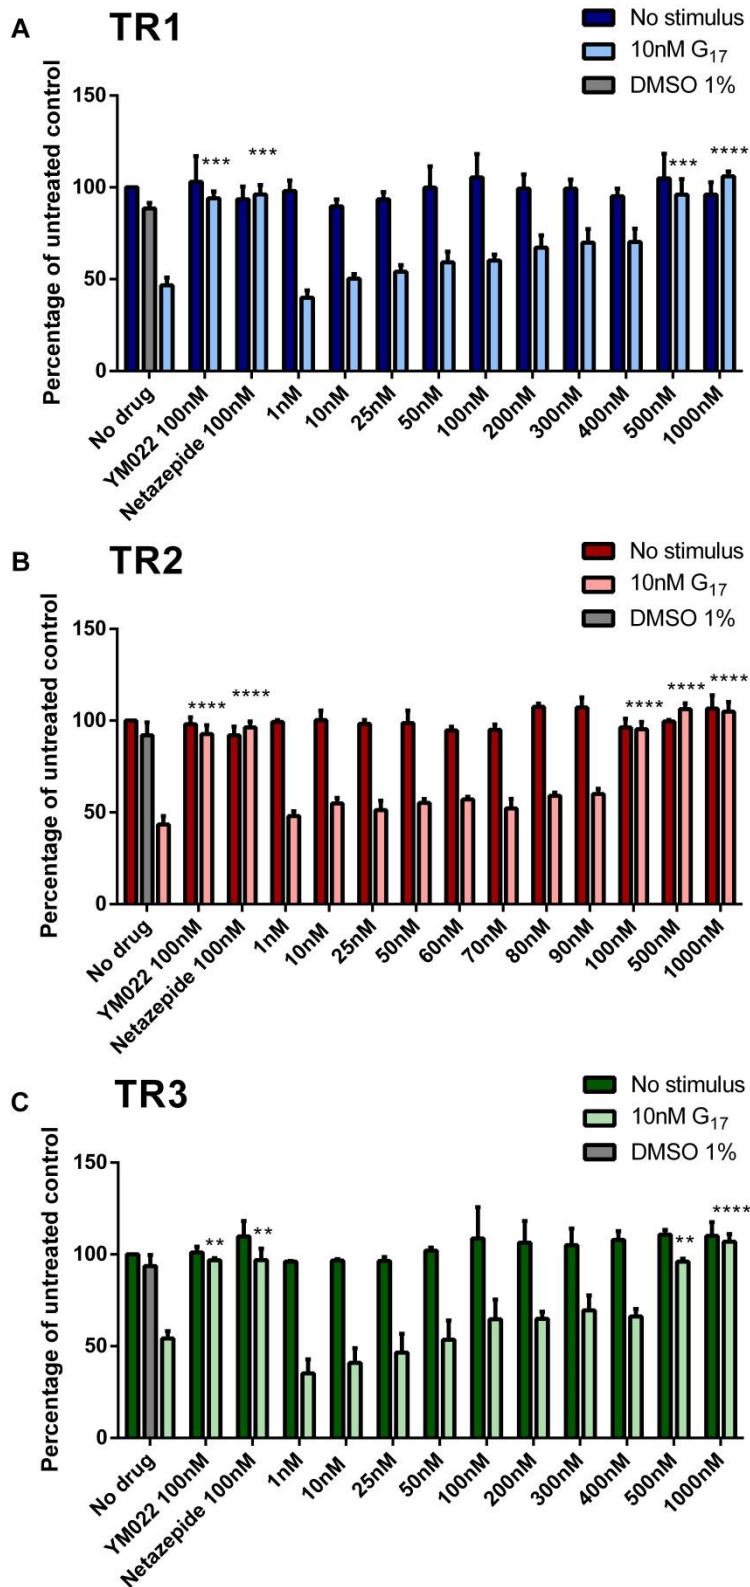 A
TR1
No stimulus
10nM G17
DMSO 1%
Percentage of untreated control
150
100
50
0
*** *** *** ****
No drug
YM022 100nM
Netazepide 100nM
1nM
10nM
25nM
50nM
100nM
200nM
300nM
400nM
500nM
1000nM
B
TR2
No stimulus
10nM G17
DMSO 1%
Percentage of untreated control
150
100
50
0
**** **** **** **** ****
No drug
YM022 100nM
Netazepide 100nM
1nM
10nM
25nM
50nM
60nM
70nM
80nM
90nM
100nM
500nM
1000nM
C
TR3
No stimulus
10nM G17
DMSO 1%
Percentage of untreated control
150
100
50
0
** ** ** ****
No drug
YM022 100nM
Netazepide 100nM
1nM
10nM
25nM
50nM
100nM
200nM
300nM
400nM
500nM
1000nM